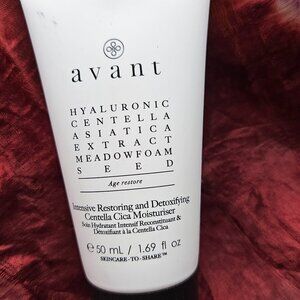 avant
HYALURONIC
CENTELLA
ASIATICA
EXTRACT
MEADOWFOAM
SEED
Age restore
Intensive Restoring and Detoxifying
Centella Cica Moisturiser
Soin Hydratant Intensif Reconstituant &
Détoxifiant à la Centella Cica
℮ 50 mL / 1.69 fl oz
SKINCARE-TO-SHARE™